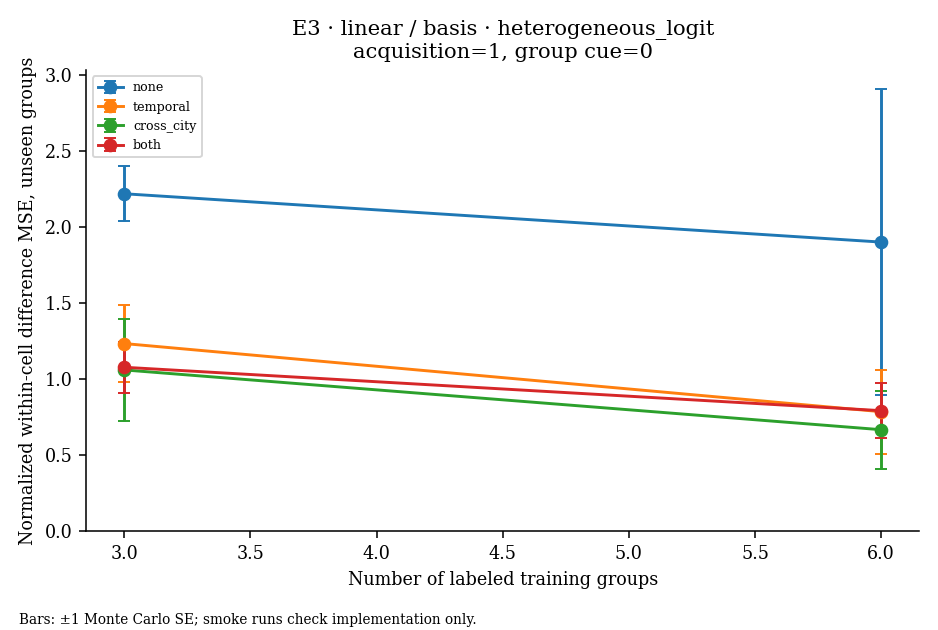 E3 · linear / basis · heterogeneous_logit
acquisition=1, group cue=0
Normalized within-cell difference MSE, unseen groups
3.0
2.5
2.0
1.5
1.0
0.5
0.0
none
temporal
cross_city
both
3.0 3.5 4.0 4.5 5.0 5.5 6.0
Number of labeled training groups
Bars: ±1 Monte Carlo SE; smoke runs check implementation only.